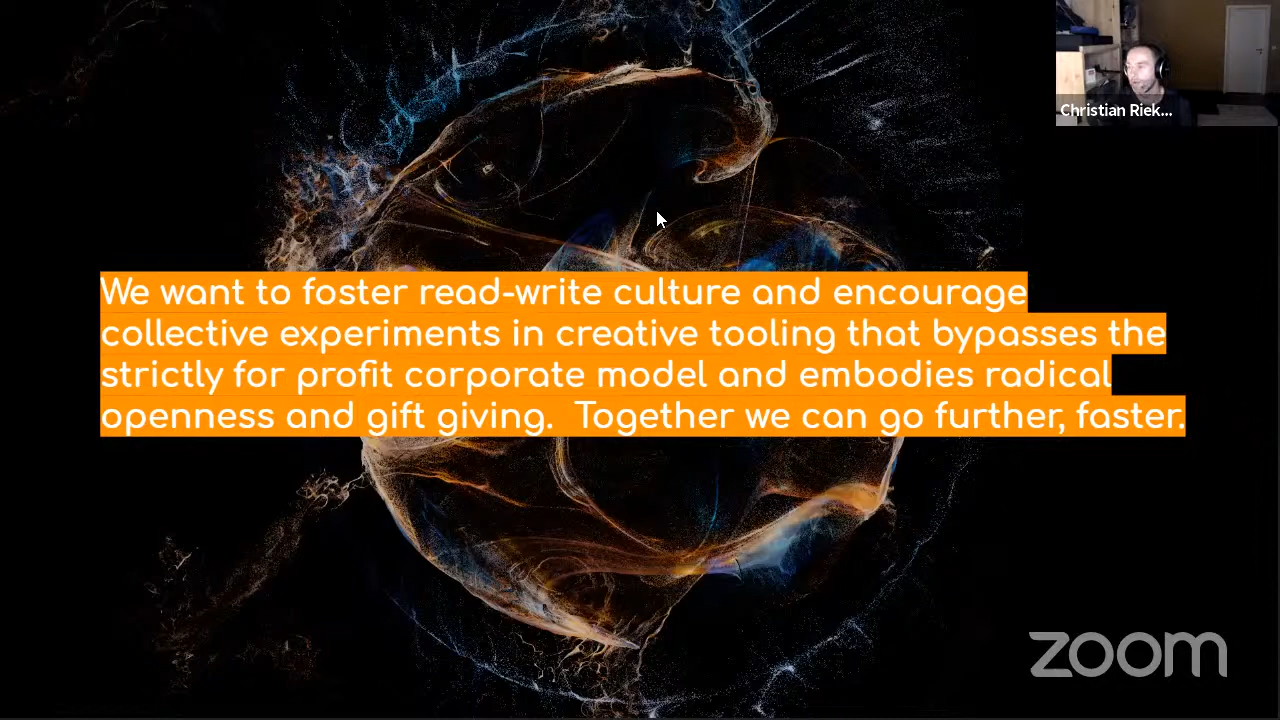 Christian Riek...
We want to foster read-write culture and encourage
collective experiments in creative tooling that bypasses the
strictly for profit corporate model and embodies radical
openness and gift giving.  Together we can go further, faster.
zoom